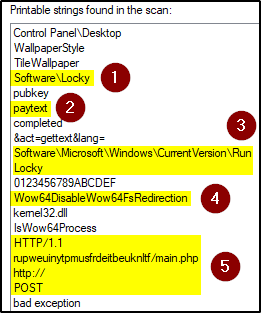 Printable strings found in the scan:
Control Panel\Desktop
WallpaperStyle
TileWallpaper
Software\Locky
1
pubkey
paytext
2
completed
3
&act=gettext&lang=
Software\Microsoft\Windows\CurrentVersion\Run
Locky
0123456789ABCDEF
Wow64DisableWow64FsRedirection
4
kernel32.dll
IsWow64Process
HTTP/1.1
rupweuinytpmusfrdeitbeuknltf/main.php
http://
5
POST
bad exception